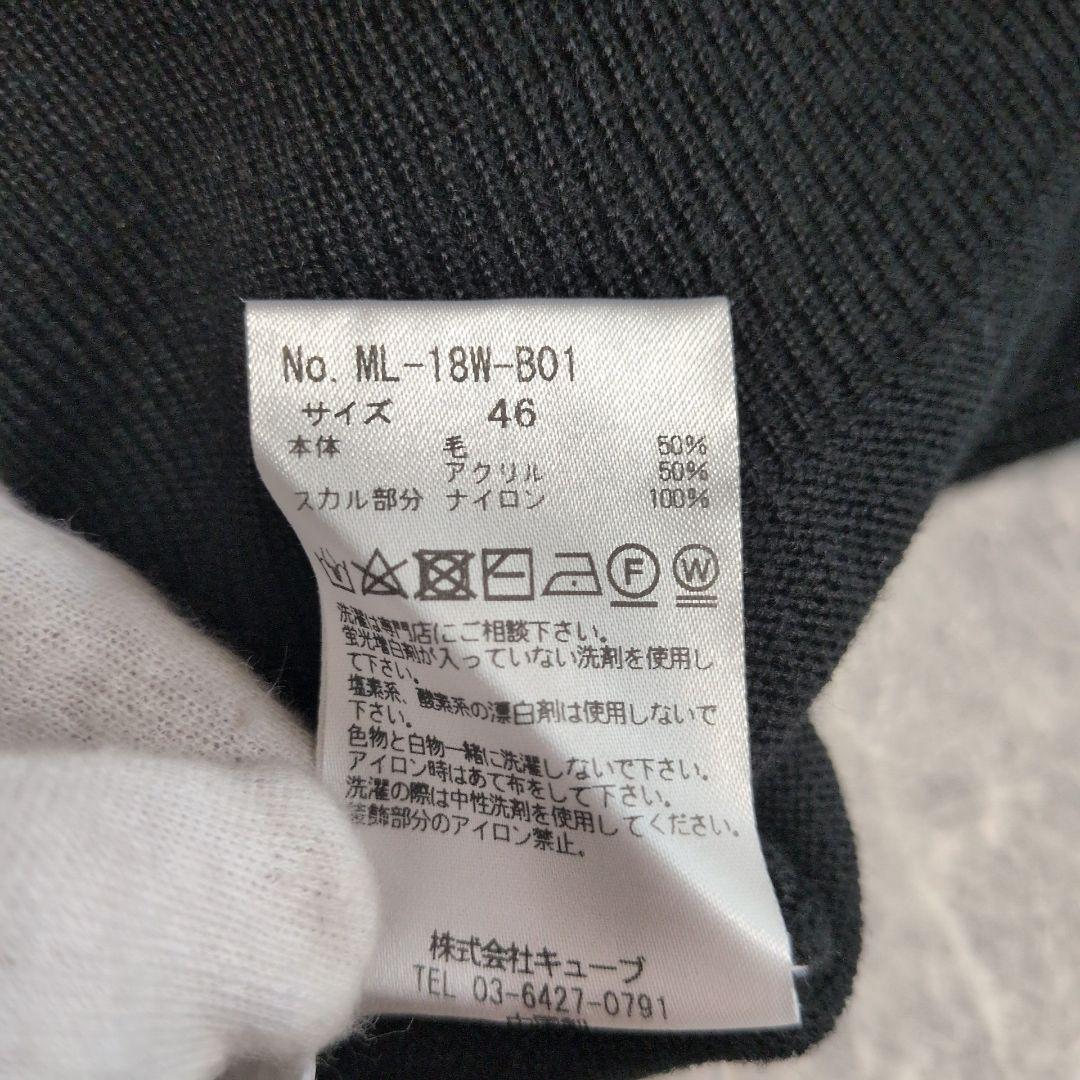 No. ML-18W-B01
サイズ 46
本体 毛 50%
アクリル 50%
スカル部分 ナイロン 100%
F W
洗濯は専門店にご相談下さい。
蛍光増白剤が入っていない洗剤を使用し
て下さい。
塩素系、酸素系の漂白剤は使用しないで
下さい。
色物と白物一緒に洗濯しないで下さい。
アイロン時はあて布をして下さい。
洗濯の際は中性洗剤を使用してください。
装飾部分のアイロン禁止。
株式会社キューブ
TEL 03-6427-0791